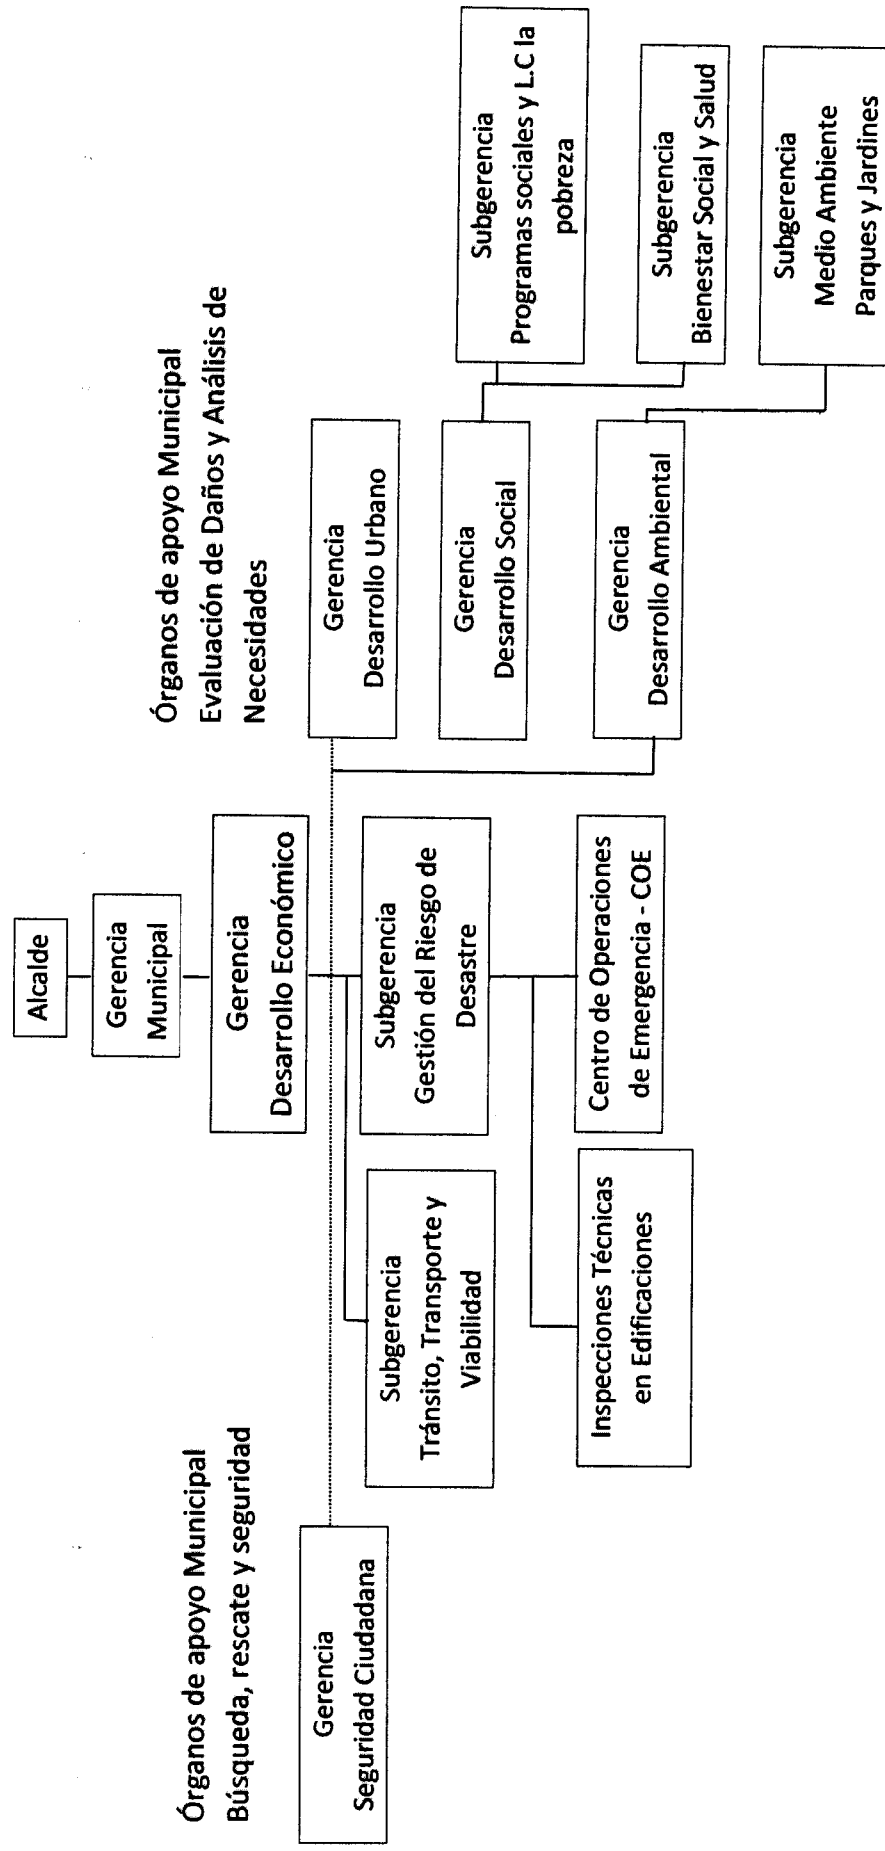 Alcalde
Gerencia
Municipal
Gerencia
Desarrollo Económico
Órganos de apoyo Municipal
Búsqueda, rescate y seguridad
Órganos de apoyo Municipal
Evaluación de Daños y Análisis de
Necesidades
Gerencia
Seguridad Ciudadana
Subgerencia
Tránsito, Transporte y
Viabilidad
Subgerencia
Gestión del Riesgo de
Desastre
Gerencia
Desarrollo Urbano
Gerencia
Desarrollo Social
Subgerencia
Programas sociales y L.C la
pobreza
Inspecciones Técnicas
en Edificaciones
Centro de Operaciones
de Emergencia - COE
Gerencia
Desarrollo Ambiental
Subgerencia
Bienestar Social y Salud
Subgerencia
Medio Ambiente
Parques y Jardines